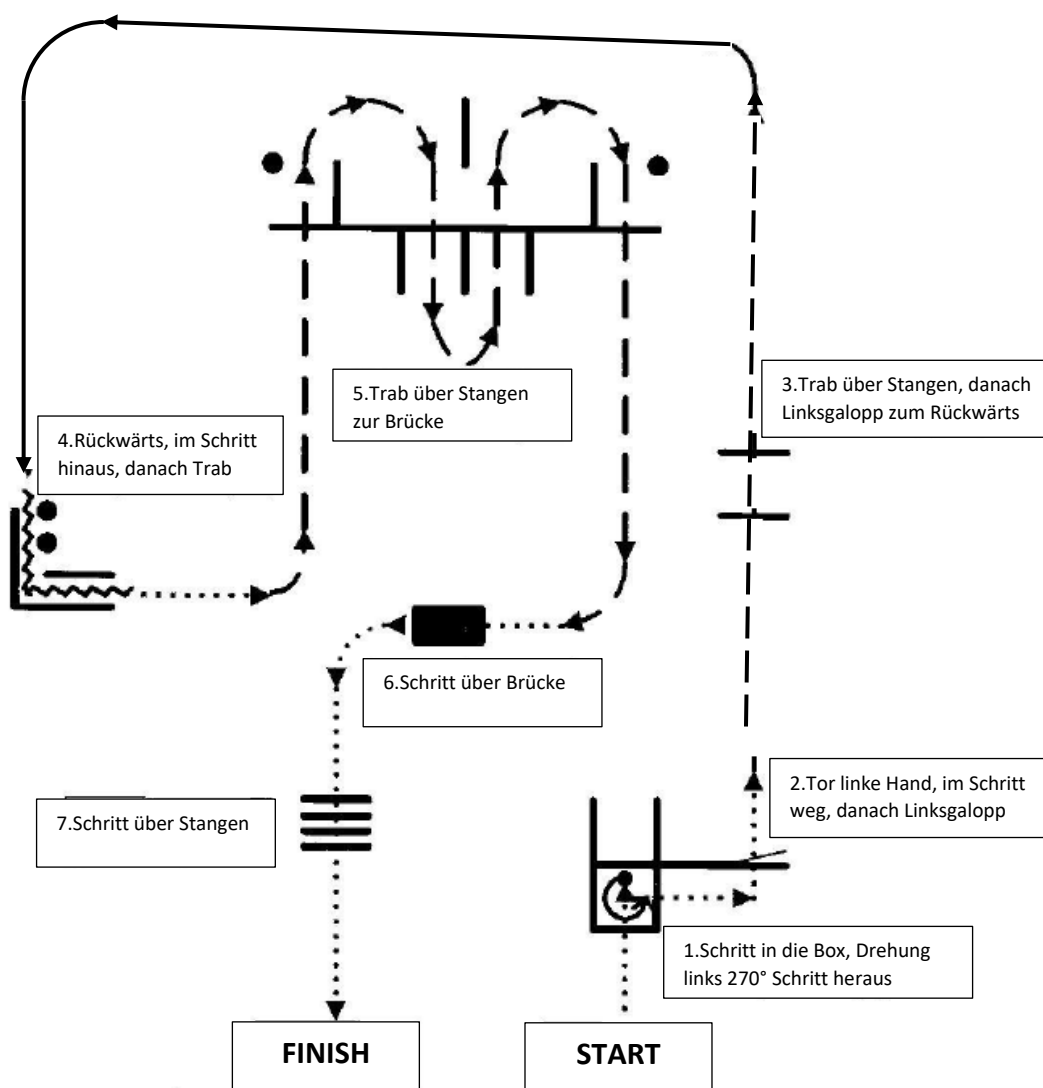 5.Trab über Stangen
zur Brücke
3.Trab über Stangen, danach
Linksgalopp zum Rückwärts
4.Rückwärts, im Schritt
hinaus, danach Trab
6.Schritt über Brücke
2.Tor linke Hand, im Schritt
weg, danach Linksgalopp
7.Schritt über Stangen
1.Schritt in die Box, Drehung
links 270° Schritt heraus
FINISH
START